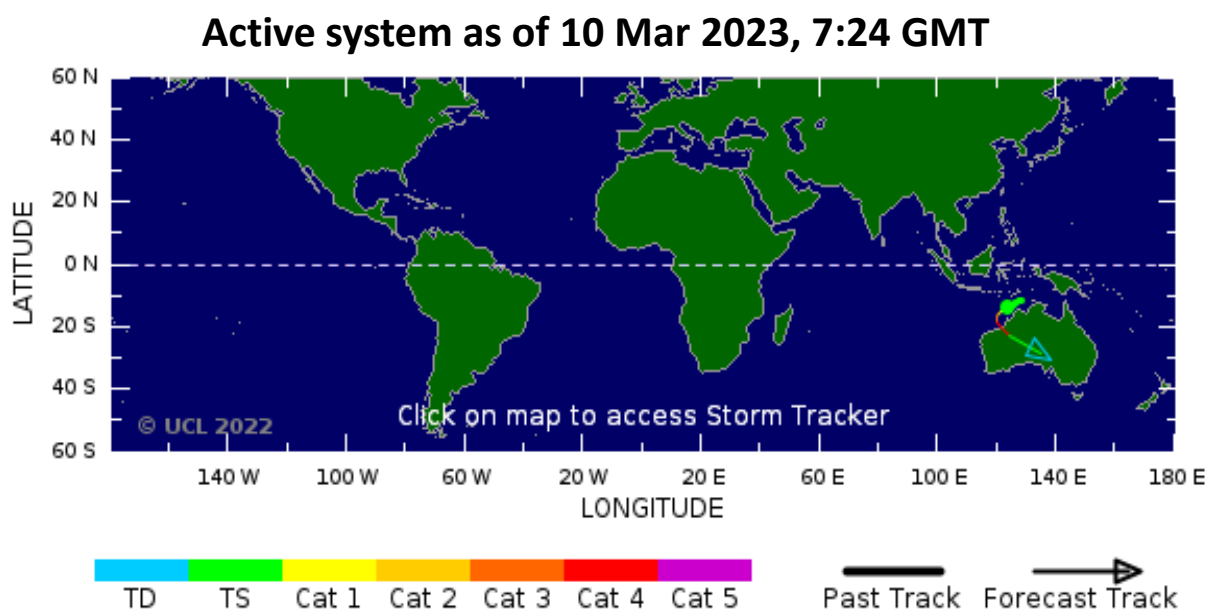 Active system as of 10 Mar 2023, 7:24 GMT
60 N
40 N
20 N
0 N
20 S
40 S
60 S
LATITUDE
© UCL 2022
Click on map to access Storm Tracker
140 W 100 W 60 W 20 W 20 E 60 E 100 E 140 E 180 E
LONGITUDE
TD TS Cat 1 Cat 2 Cat 3 Cat 4 Cat 5 Past Track Forecast Track